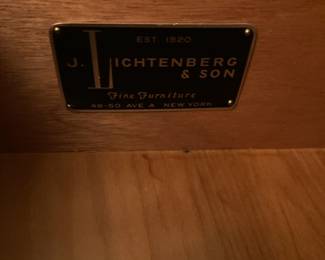 EST. 1920
J. LICHTENBERG
& SON
Fine Furniture
48-50 AVE A NEW YORK